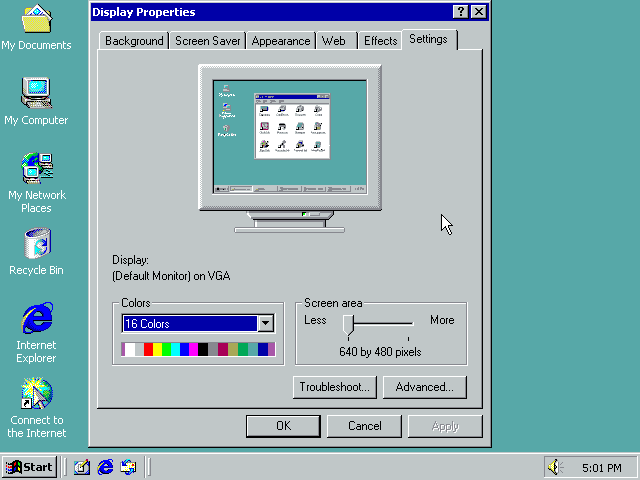 My Documents
My Computer
My Network
Places
Recycle Bin
Internet
Explorer
Connect to
the Internet
Display Properties
Background
Screen Saver
Appearance
Web
Effects
Settings
Display:
(Default Monitor) on VGA
Colors
16 Colors
Screen area
Less
More
640 by 480 pixels
Troubleshoot...
Advanced...
OK
Cancel
Apply
Start
5:01 PM